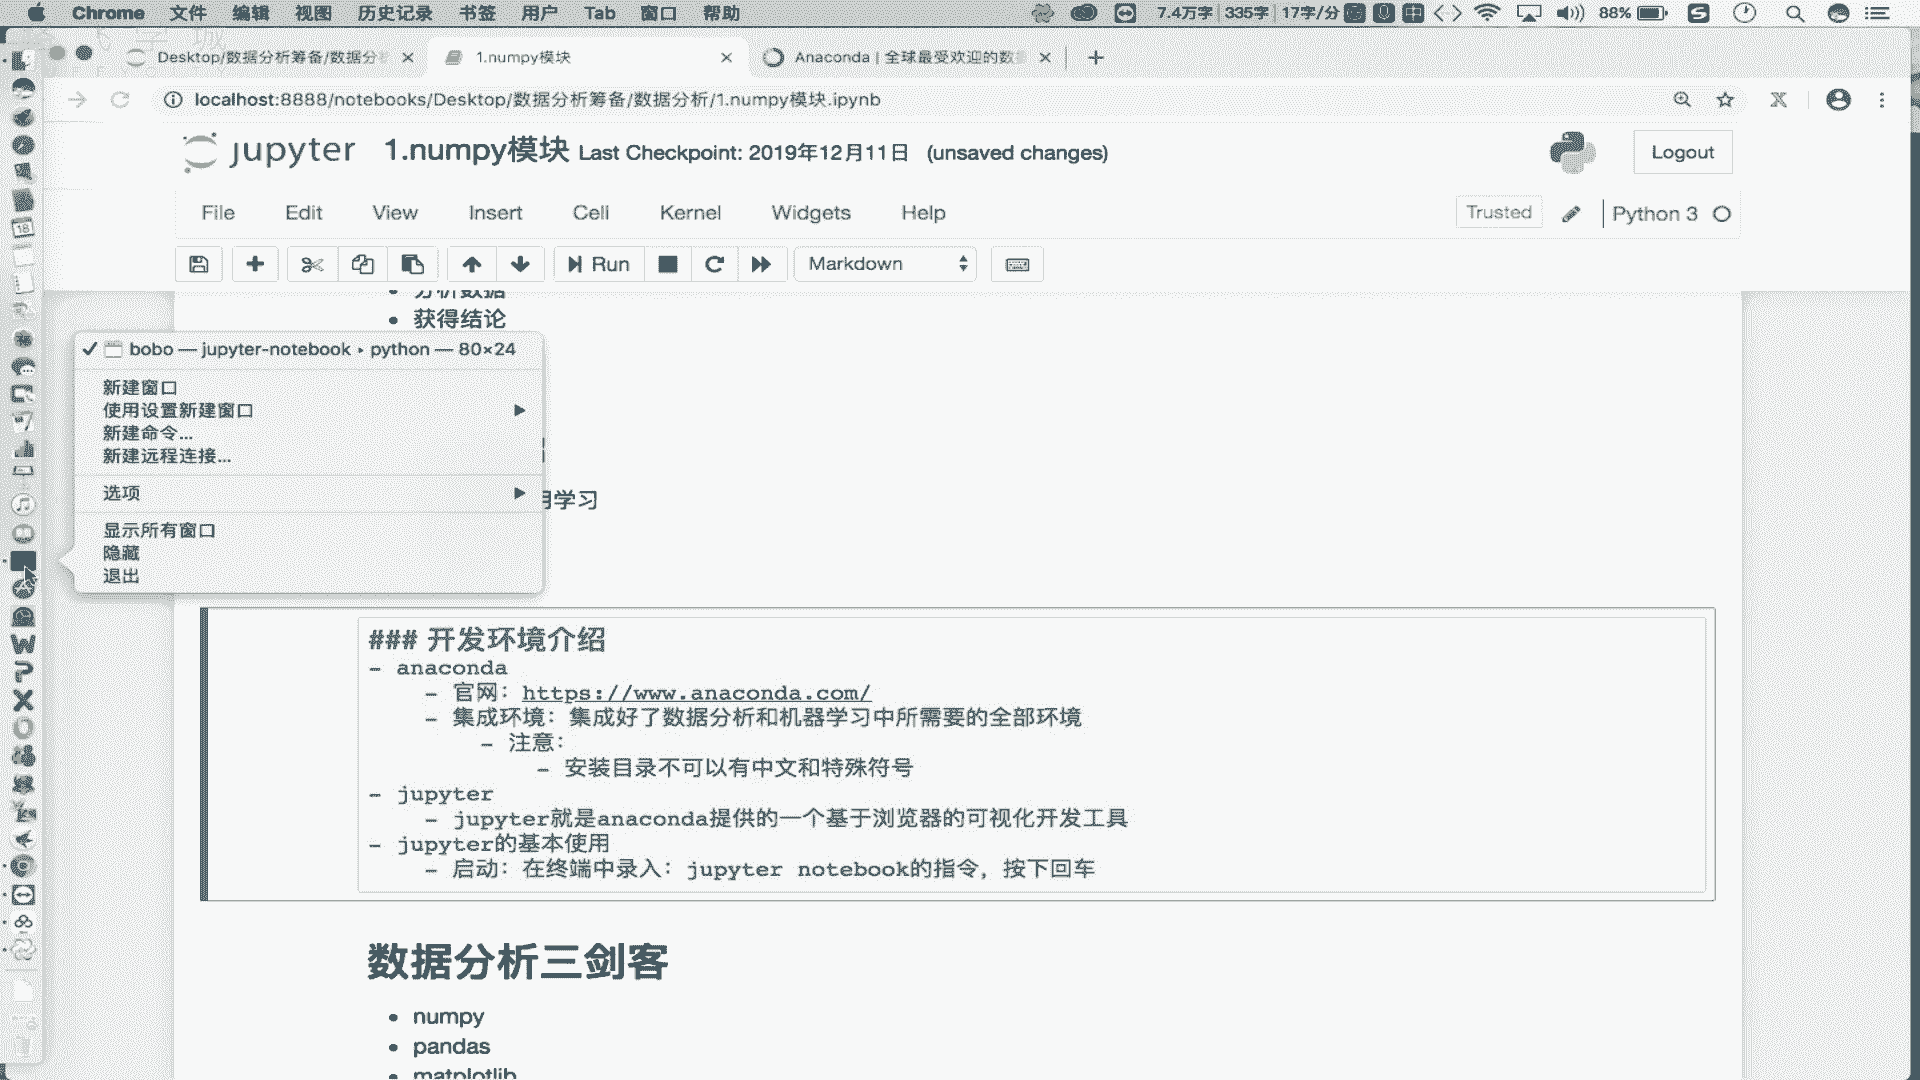 Chrome 文件 编辑 视图 历史记录 书签 用户 Tab 窗口 帮助 7.4万字 335字 17字/分 中 88%
Desktop/数据分析筹备/数据分析 1.numpy模块 Anaconda | 全球最受欢迎的数
localhost:8888/notebooks/Desktop/数据分析筹备/数据分析/1.numpy模块.ipynb
jupyter 1.numpy模块 Last Checkpoint: 2019年12月11日 (unsaved changes) Logout
File Edit View Insert Cell Kernel Widgets Help Trusted Python 3
Run Markdown
分析数据
获得结论
bobo — jupyter-notebook ▸ python — 80×24
新建窗口
使用设置新建窗口
新建命令...
新建远程连接...
选项
学习
显示所有窗口
隐藏
退出
### 开发环境介绍
- anaconda
- 官网：https://www.anaconda.com/
- 集成环境：集成好了数据分析和机器学习中所需要的全部环境
- 注意：
- 安装目录不可以有中文和特殊符号
- jupyter
- jupyter就是anaconda提供的一个基于浏览器的可视化开发工具
- jupyter的基本使用
- 启动：在终端中录入：jupyter notebook的指令，按下回车
数据分析三剑客
numpy
pandas
matplotlib